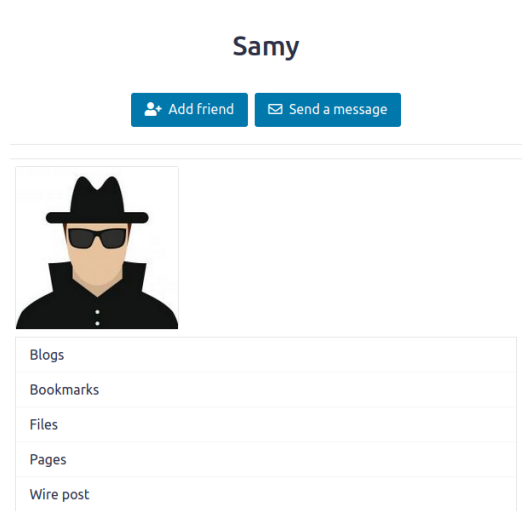 Samy
Add friend Send a message
Blogs
Bookmarks
Files
Pages
Wire post